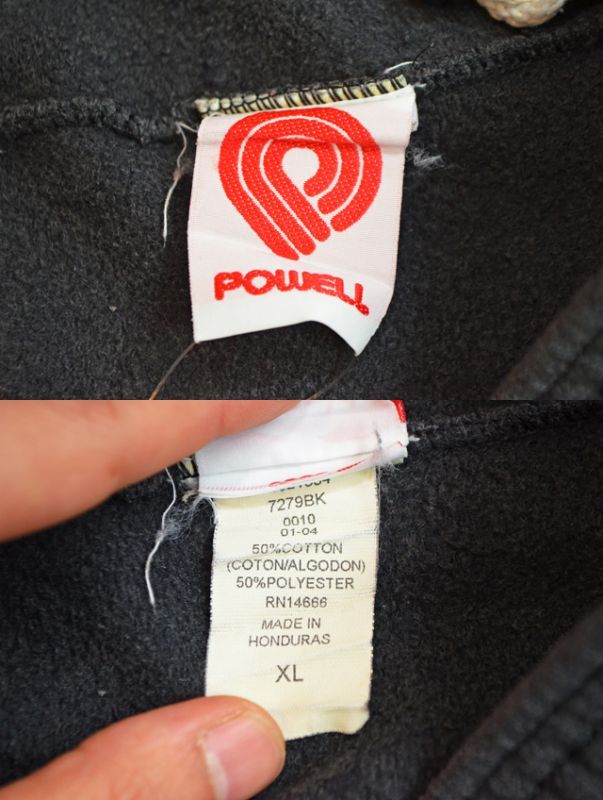 POWELL
7279BK
0010
01-04
50%COTTON
(COTON/ALGODON)
50%POLYESTER
RN14666
MADE IN
HONDURAS
XL